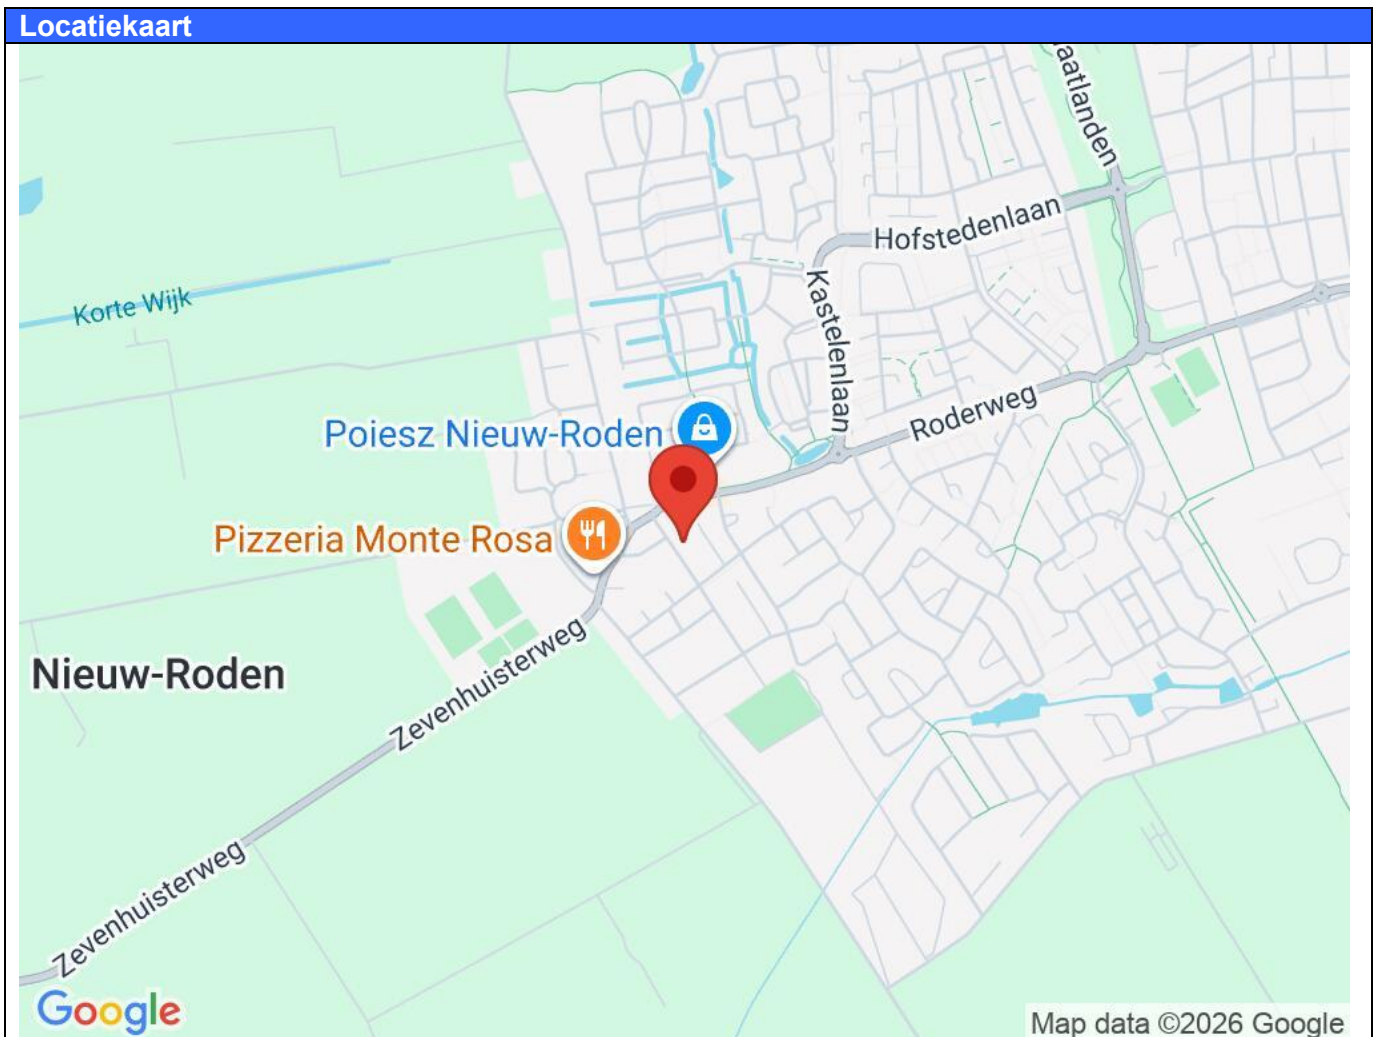 Locatiekaart
aatlanden
Hofstedenlaan
Korte Wijk
Kastelenlaan
Roderweg
Poiesz Nieuw-Roden
Pizzeria Monte Rosa
Nieuw-Roden
Zevenhuisterweg
Zevenhuisterweg
Google
Map data ©2026 Google